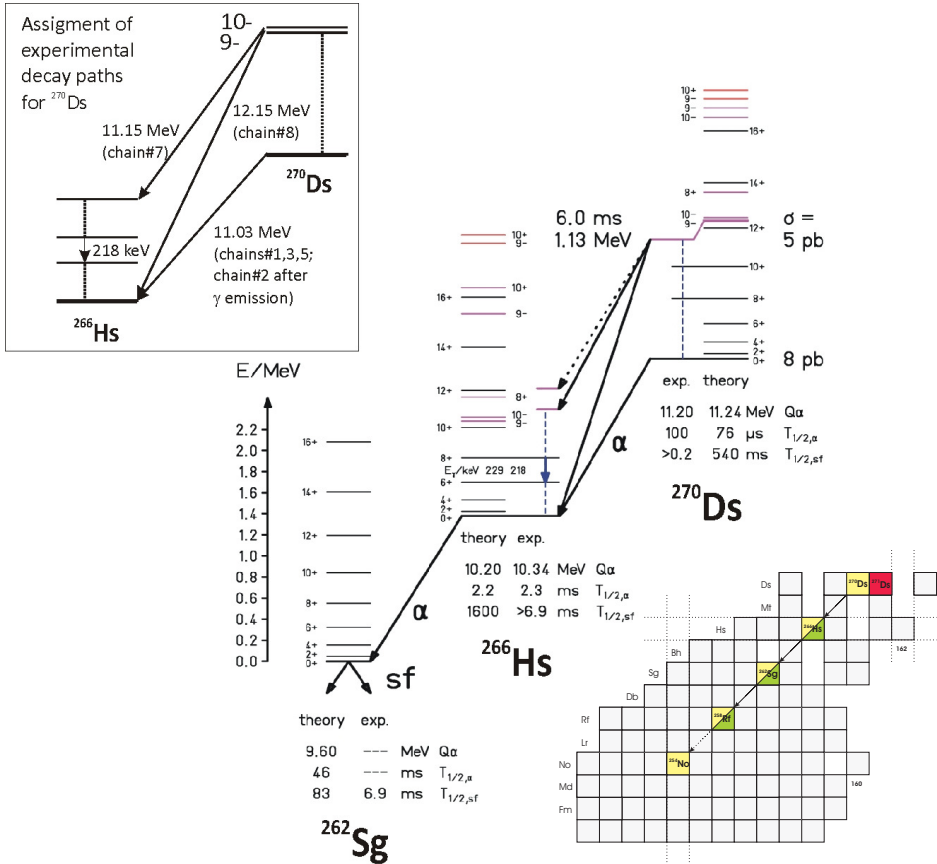 Assigment of
experimental
decay paths
for ²⁷⁰Ds
10-
9-
11.15 MeV
(chain#7)
12.15 MeV
(chain#8)
²⁷⁰Ds
218 keV
11.03 MeV
(chains#1,3,5;
chain#2 after
γ emission)
²⁶⁶Hs
E/MeV
2.2
2.0
1.8
1.6
1.4
1.2
1.0
0.8
0.6
0.4
0.2
0.0
16+
14+
12+
10+
8+
6+
4+
2+
0+
sf
theory exp.
9.60 --- MeV Qα
46 --- ms T1/2,α
83 6.9 ms T1/2,sf
²⁶²Sg
α
10+
9-
10+
16+
9-
14+
12+
8+
10-
9-
10+
8+
Eγ/keV 229 218
6+
4+
2+
0+
theory exp.
10.20 10.34 MeV Qα
2.2 2.3 ms T1/2,α
1600 >6.9 ms T1/2,sf
²⁶⁶Hs
α
6.0 ms
1.13 MeV
10+
9-
9-
10-
16+
14+
8+
10-
9-
12+
10+
8+
6+
4+
2+
0+
σ =
5 pb
8 pb
exp. theory
11.20 11.24 MeV Qα
100 76 µs T1/2,α
>0.2 540 ms T1/2,sf
²⁷⁰Ds
Ds
²⁷⁰Ds
²⁷¹Ds
Mt
Hs
²⁶⁶Hs
Bh
162
Sg
²⁶²Sg
Db
Rf
²⁵⁸Rf
Lr
No
²⁵⁴No
160
Md
Fm